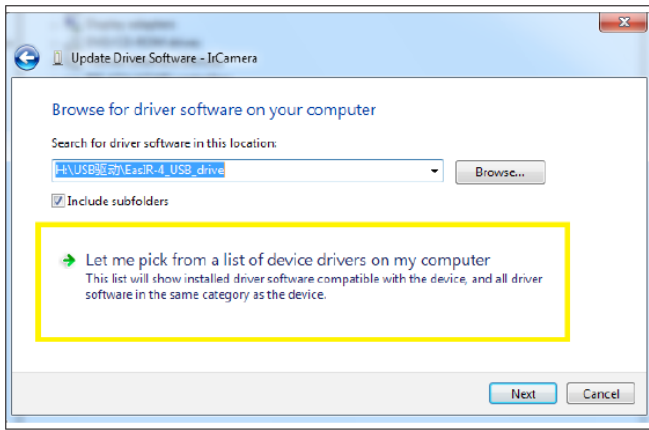 Update Driver Software - IrCamera
Browse for driver software on your computer
Search for driver software in this location:
H:\USB驱动\EasIR-4_USB_drive
Browse...
Include subfolders
Let me pick from a list of device drivers on my computer
This list will show installed driver software compatible with the device, and all driver
software in the same category as the device.
Next
Cancel